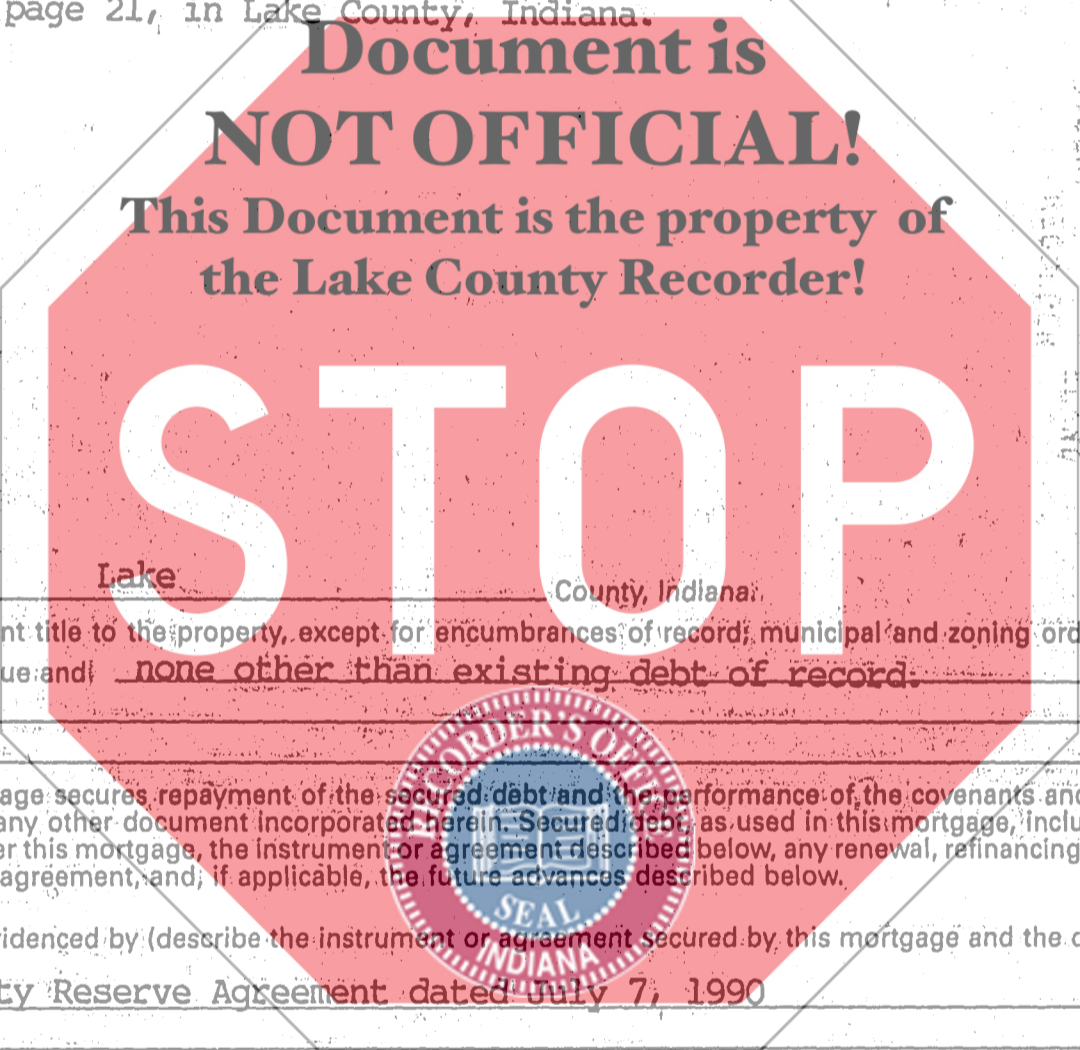 page 21, in Lake County, Indiana.
Document is
NOT OFFICIAL!
This Document is the property of
the Lake County Recorder!
STOP
Lake County, Indiana.
nt title to the property, except for encumbrances of record, municipal and zoning ord
ue and none other than existing debt of record.
age secures repayment of the secured debt and the performance of the covenants and
any other document incorporated herein. Secured debt, as used in this mortgage, inclu
er this mortgage, the instrument or agreement described below, any renewal, refinancing
agreement, and, if applicable, the future advances described below.
RECORDER'S OFFICE
SEAL
INDIANA
idenced by (describe the instrument or agreement secured by this mortgage and the d
ty Reserve Agreement dated July 7, 1990